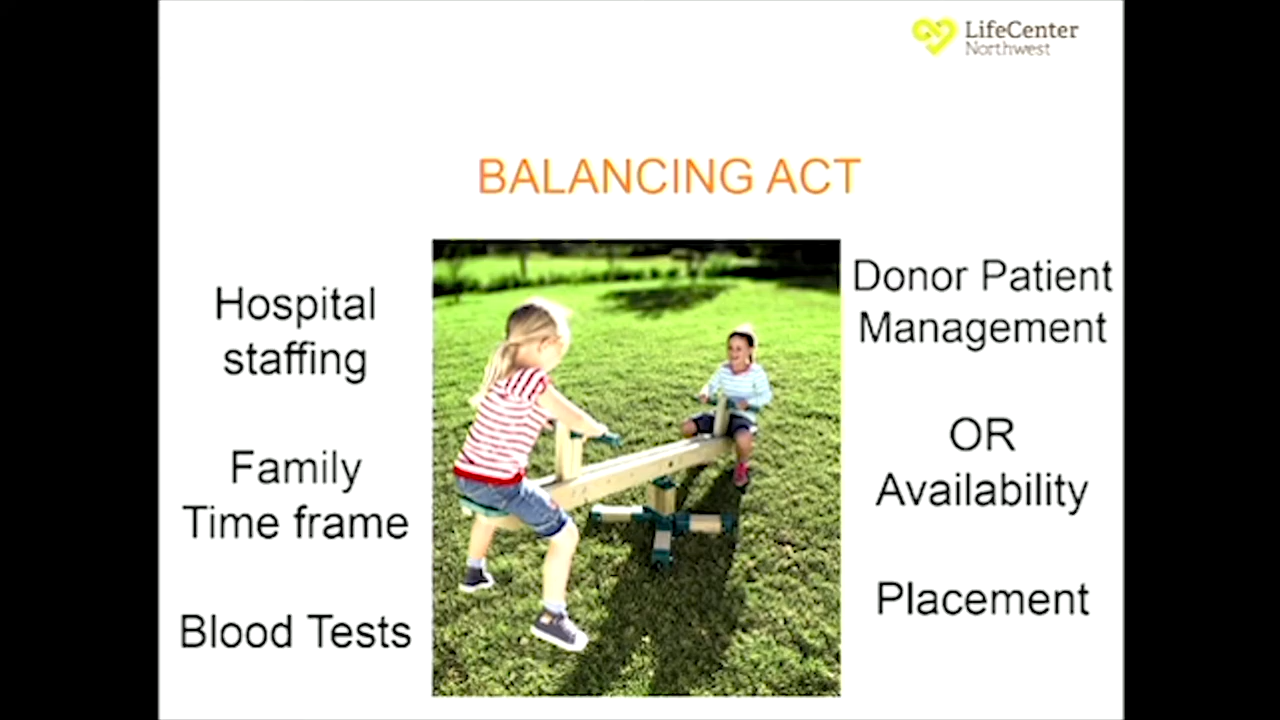 LifeCenter
Northwest
BALANCING ACT
Hospital
staffing
Family
Time frame
Blood Tests
Donor Patient
Management
OR
Availability
Placement